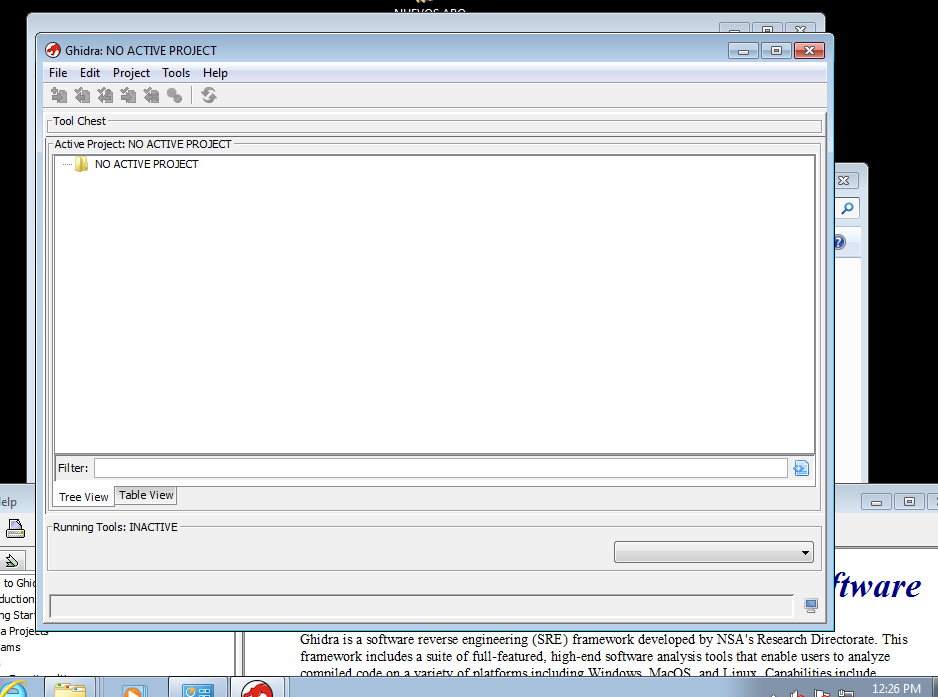 NUEVOS ABO
Ghidra: NO ACTIVE PROJECT
File Edit Project Tools Help
Tool Chest
Active Project: NO ACTIVE PROJECT
NO ACTIVE PROJECT
Filter:
Tree View Table View
elp
Running Tools: INACTIVE
to Ghid
duction
ng Star
a Projects
ams
ftware
Ghidra is a software reverse engineering (SRE) framework developed by NSA's Research Directorate. This
framework includes a suite of full-featured, high-end software analysis tools that enable users to analyze
compiled code on a variety of platforms including Windows, MacOS, and Linux. Capabilities include
12:26 PM